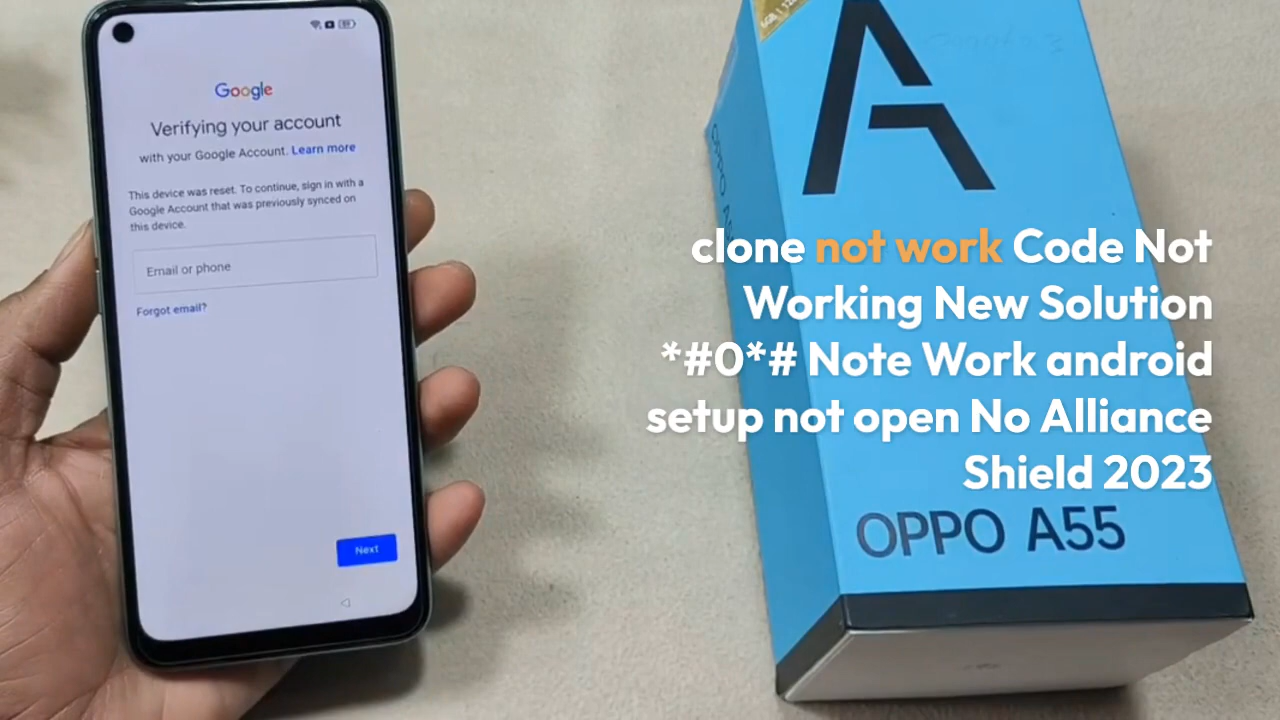 Google
Verifying your account
with your Google Account. Learn more
This device was reset. To continue, sign in with a
Google Account that was previously synced on
this device.
Email or phone
Forgot email?
Next
A
OPPO A55
clone not work Code Not
Working New Solution
*#0*# Note Work android
setup not open No Alliance
Shield 2023